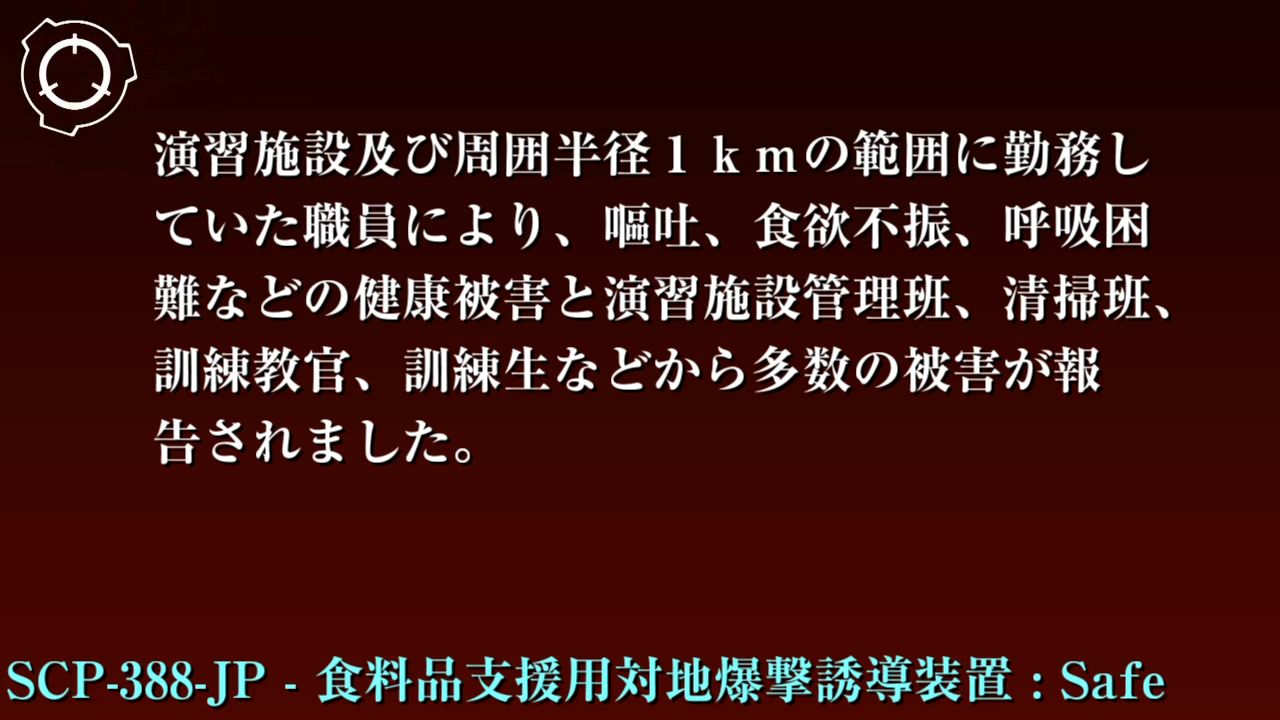 演習施設及び周囲半径１ｋｍの範囲に勤務し
ていた職員により、嘔吐、食欲不振、呼吸困
難などの健康被害と演習施設管理班、清掃班、
訓練教官、訓練生などから多数の被害が報
告されました。
SCP-388-JP - 食料品支援用対地爆撃誘導装置：Safe